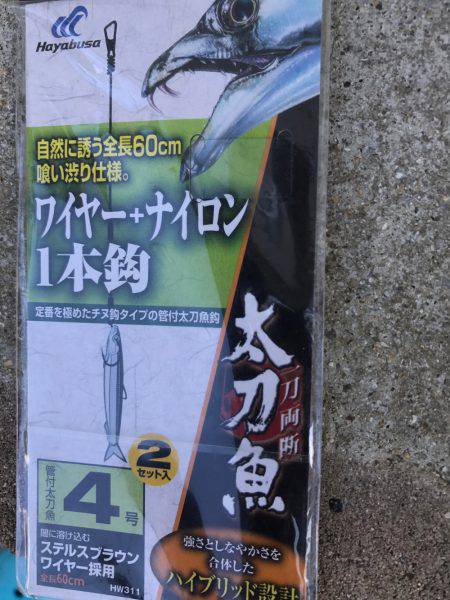 Hayabusa
自然に誘う全長60cm
喰い渋り仕様。
ワイヤー+ナイロン
1本鈎
定番を極めたチヌ鈎タイプの管付太刀魚鈎
太刀魚
一刀両断
2
セット入
管付太刀魚
4号
闇に溶け込む
ステルスブラウン
ワイヤー採用
全長60cm
HW311
強さとしなやかさを
合体した
ハイブリッド設計